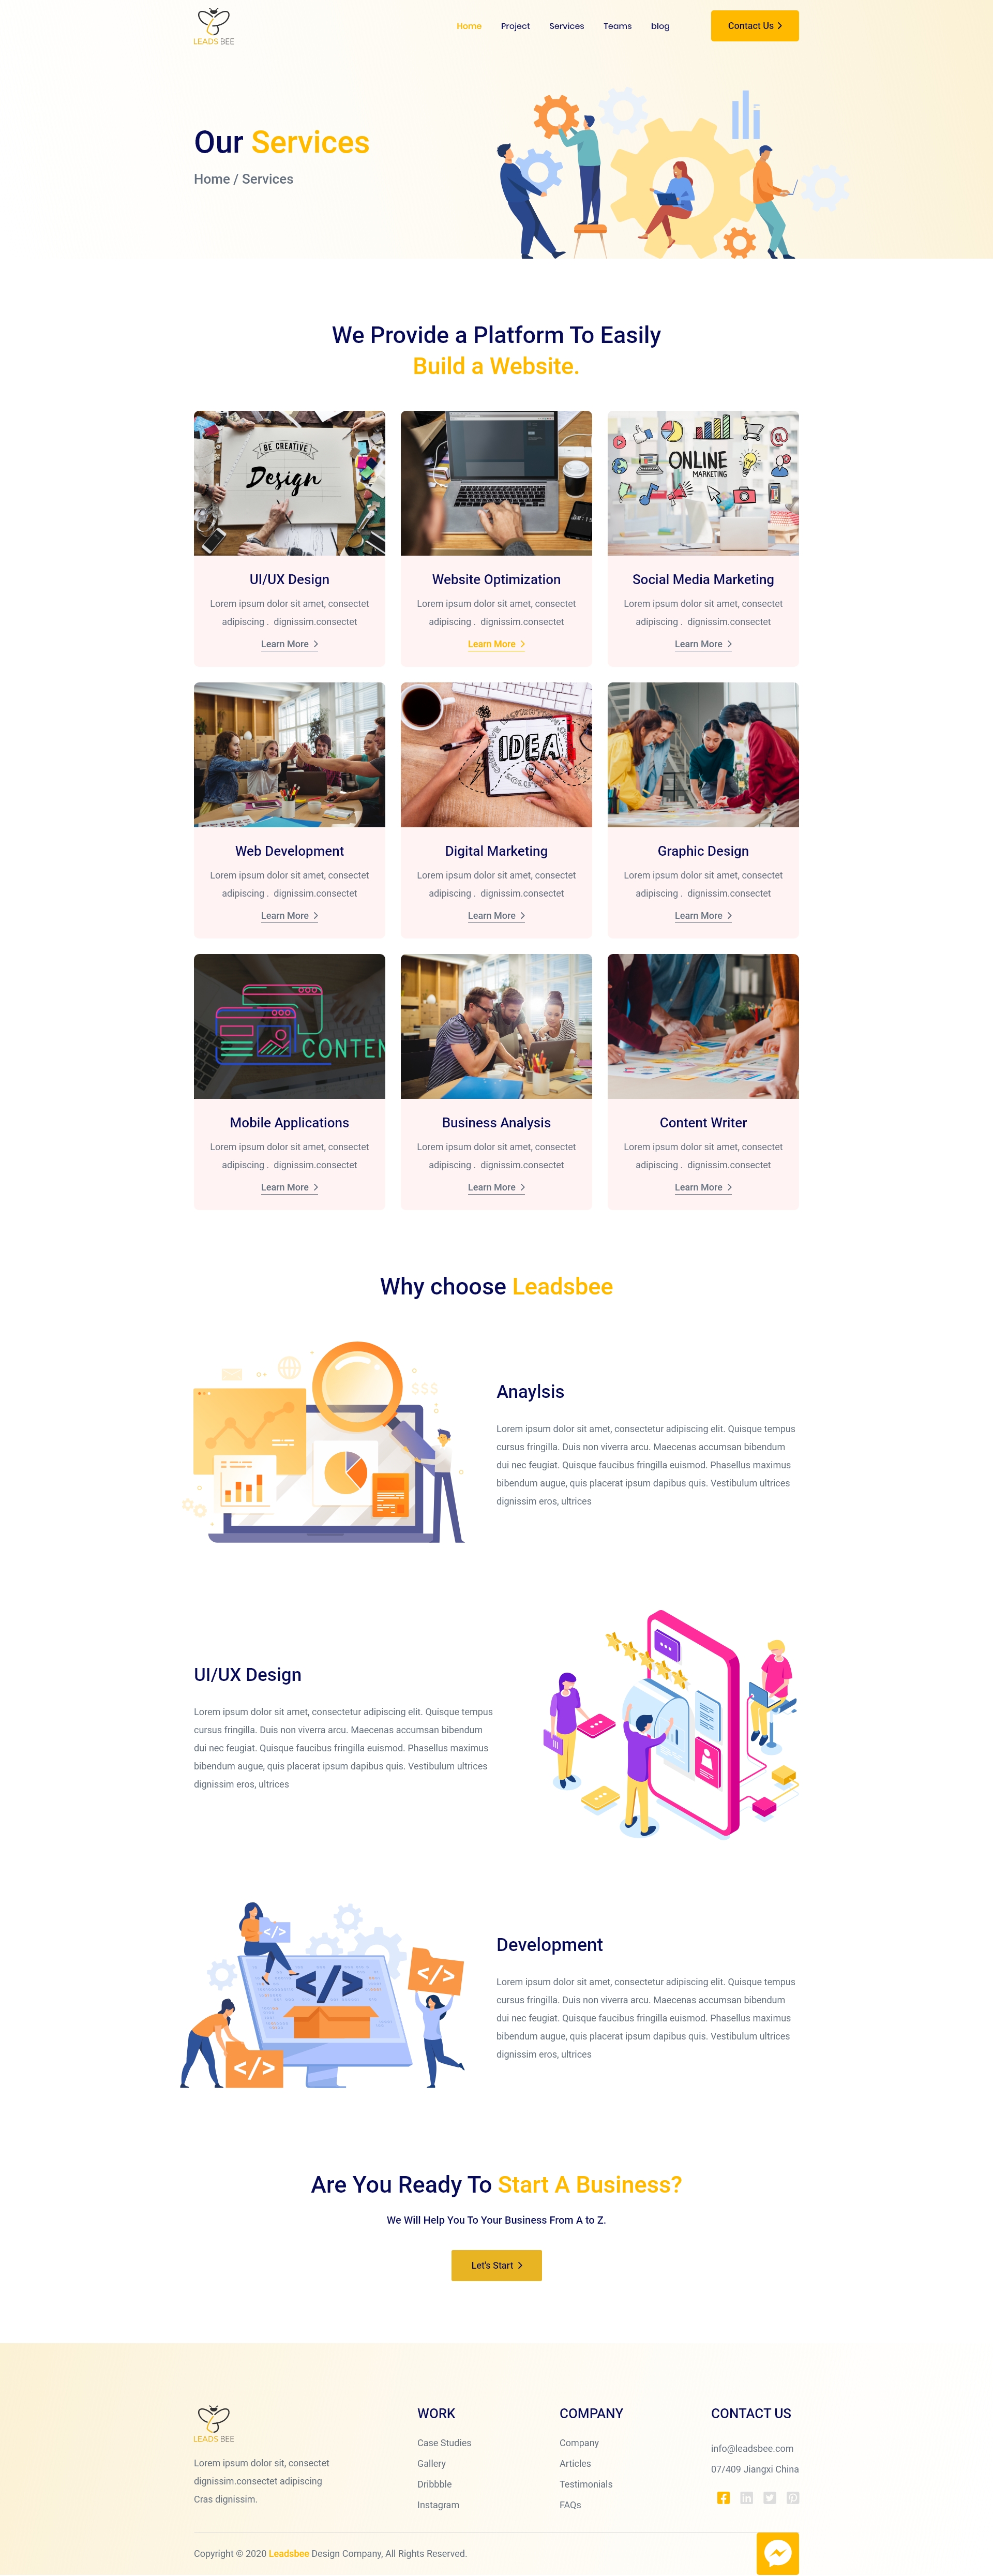 LEADS BEE
Home Project Services Teams blog Contact Us
Our Services
Home / Services
We Provide a Platform To Easily
Build a Website.
BE CREATIVE
Design
ONLINE
MARKETING
UI/UX Design
Lorem ipsum dolor sit amet, consectet
adipiscing . dignissim.consectet
Learn More
Website Optimization
Lorem ipsum dolor sit amet, consectet
adipiscing . dignissim.consectet
Learn More
Social Media Marketing
Lorem ipsum dolor sit amet, consectet
adipiscing . dignissim.consectet
Learn More
IDEA
Web Development
Lorem ipsum dolor sit amet, consectet
adipiscing . dignissim.consectet
Learn More
Digital Marketing
Lorem ipsum dolor sit amet, consectet
adipiscing . dignissim.consectet
Learn More
Graphic Design
Lorem ipsum dolor sit amet, consectet
adipiscing . dignissim.consectet
Learn More
CONTEN
Mobile Applications
Lorem ipsum dolor sit amet, consectet
adipiscing . dignissim.consectet
Learn More
Business Analysis
Lorem ipsum dolor sit amet, consectet
adipiscing . dignissim.consectet
Learn More
Content Writer
Lorem ipsum dolor sit amet, consectet
adipiscing . dignissim.consectet
Learn More
Why choose Leadsbee
$$$
Anaylsis
Lorem ipsum dolor sit amet, consectetur adipiscing elit. Quisque tempus
cursus fringilla. Duis non viverra arcu. Maecenas accumsan bibendum
dui nec feugiat. Quisque faucibus fringilla euismod. Phasellus maximus
bibendum augue, quis placerat ipsum dapibus quis. Vestibulum ultrices
dignissim eros, ultrices
UI/UX Design
Lorem ipsum dolor sit amet, consectetur adipiscing elit. Quisque tempus
cursus fringilla. Duis non viverra arcu. Maecenas accumsan bibendum
dui nec feugiat. Quisque faucibus fringilla euismod. Phasellus maximus
bibendum augue, quis placerat ipsum dapibus quis. Vestibulum ultrices
dignissim eros, ultrices
</>
</>
</>
</>
Development
Lorem ipsum dolor sit amet, consectetur adipiscing elit. Quisque tempus
cursus fringilla. Duis non viverra arcu. Maecenas accumsan bibendum
dui nec feugiat. Quisque faucibus fringilla euismod. Phasellus maximus
bibendum augue, quis placerat ipsum dapibus quis. Vestibulum ultrices
dignissim eros, ultrices
Are You Ready To Start A Business?
We Will Help You To Your Business From A to Z.
Let's Start
LEADS BEE
Lorem ipsum dolor sit, consectet
dignissim.consectet adipiscing
Cras dignissim.
WORK
Case Studies
Gallery
Dribbble
Instagram
COMPANY
Company
Articles
Testimonials
FAQs
CONTACT US
info@leadsbee.com
07/409 Jiangxi China
Copyright © 2020 Leadsbee Design Company, All Rights Reserved.